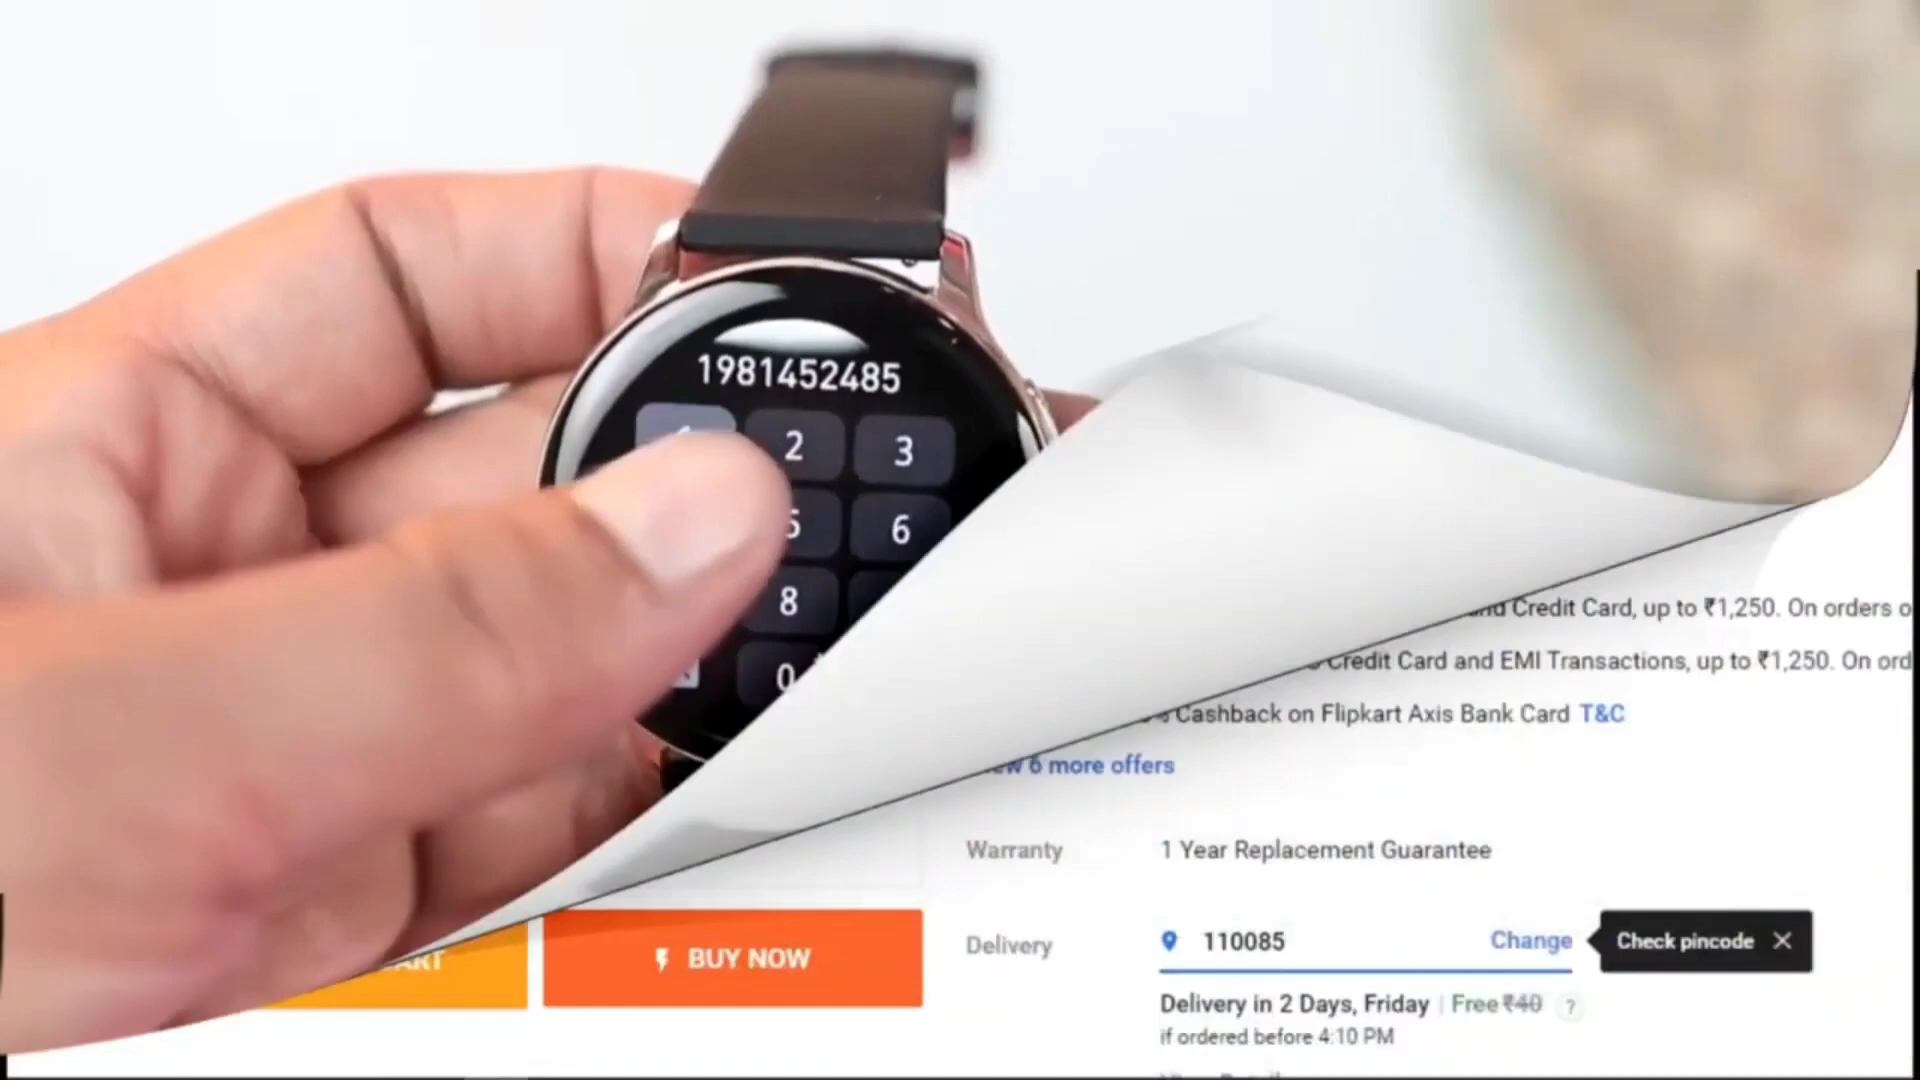 1981452485
2
3
5
6
8
0
Credit Card, up to ₹1,250. On orders
Credit Card and EMI Transactions, up to ₹1,250. On
Cashback on Flipkart Axis Bank Card T&C
6 more offers
Warranty 1 Year Replacement Guarantee
BUY NOW
Delivery 110085 Change Check pincode
Delivery in 2 Days, Friday | Free ₹40 ?
if ordered before 4:10 PM